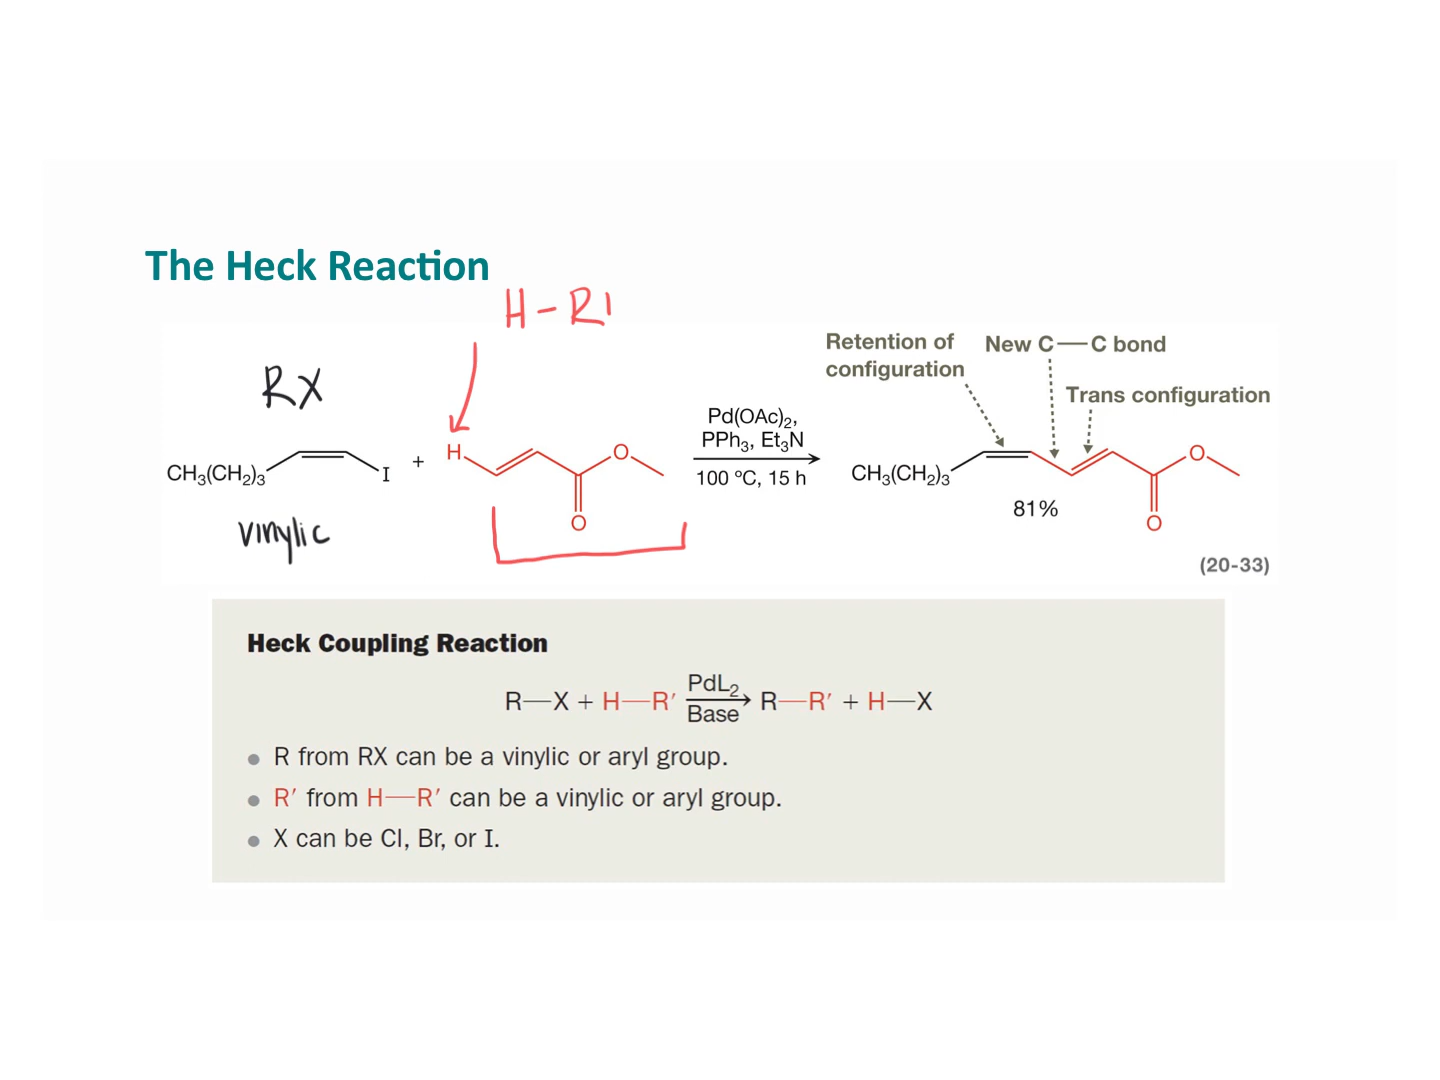 The Heck Reaction
H-R'
RX
vinylic
CH₃(CH₂)₃
I
+
H
O
O
Pd(OAc)₂,
PPh₃, Et₃N
100 ºC, 15 h
Retention of
configuration
New C—C bond
Trans configuration
CH₃(CH₂)₃
O
O
81%
(20-33)
Heck Coupling Reaction
R—X + H—R′ PdL₂ Base R—R′ + H—X
● R from RX can be a vinylic or aryl group.
● R′ from H—R′ can be a vinylic or aryl group.
● X can be Cl, Br, or I.